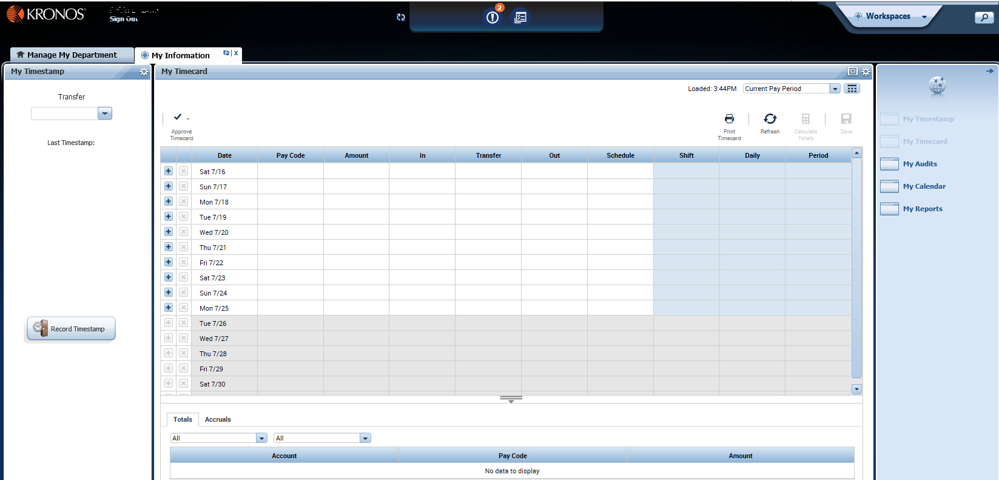 KRONOS
Sign Out
2
Workspaces
Manage My Department
My Information
x
My Timestamp
Transfer
Last Timestamp:
Record Timestamp
My Timecard
Loaded: 3:44PM
Current Pay Period
Approve
Timecard
Print
Timecard
Refresh
Calculate
Totals
Save
Date Pay Code Amount In Transfer Out Schedule Shift Daily Period
Sat 7/16
Sun 7/17
Mon 7/18
Tue 7/19
Wed 7/20
Thu 7/21
Fri 7/22
Sat 7/23
Sun 7/24
Mon 7/25
Tue 7/26
Wed 7/27
Thu 7/28
Fri 7/29
Sat 7/30
Totals Accruals
All All
Account Pay Code Amount
No data to display
My Timestamp
My Timecard
My Audits
My Calendar
My Reports